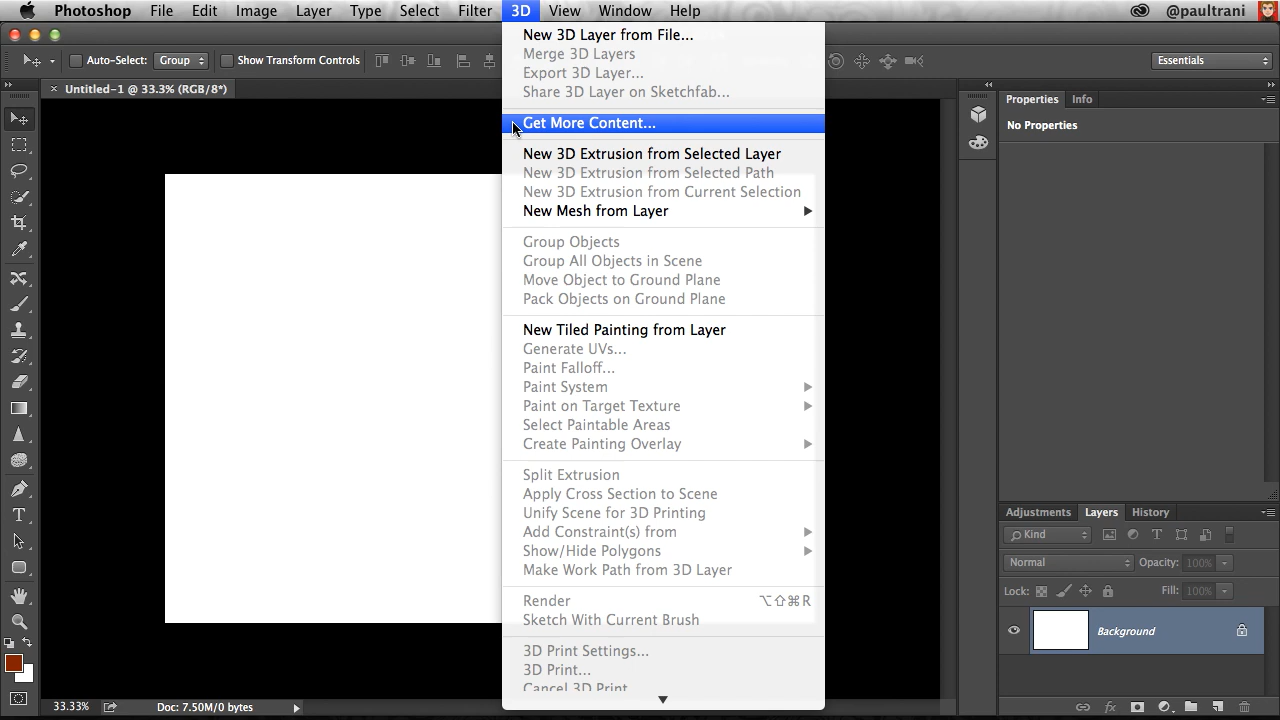 Photoshop File Edit Image Layer Type Select Filter 3D View Window Help @paultrani
Auto-Select: Group Show Transform Controls Essentials
× Untitled-1 @ 33.3% (RGB/8*)
New 3D Layer from File...
Merge 3D Layers
Export 3D Layer...
Share 3D Layer on Sketchfab...
Get More Content...
New 3D Extrusion from Selected Layer
New 3D Extrusion from Selected Path
New 3D Extrusion from Current Selection
New Mesh from Layer
Group Objects
Group All Objects in Scene
Move Object to Ground Plane
Pack Objects on Ground Plane
New Tiled Painting from Layer
Generate UVs...
Paint Falloff...
Paint System
Paint on Target Texture
Select Paintable Areas
Create Painting Overlay
Split Extrusion
Apply Cross Section to Scene
Unify Scene for 3D Printing
Add Constraint(s) from
Show/Hide Polygons
Make Work Path from 3D Layer
Render ⌥⇧⌘R
Sketch With Current Brush
3D Print Settings...
3D Print...
Cancel 3D Print
Properties Info
No Properties
Adjustments Layers History
Kind
Normal Opacity: 100%
Lock: Fill: 100%
Background
33.33% Doc: 7.50M/0 bytes